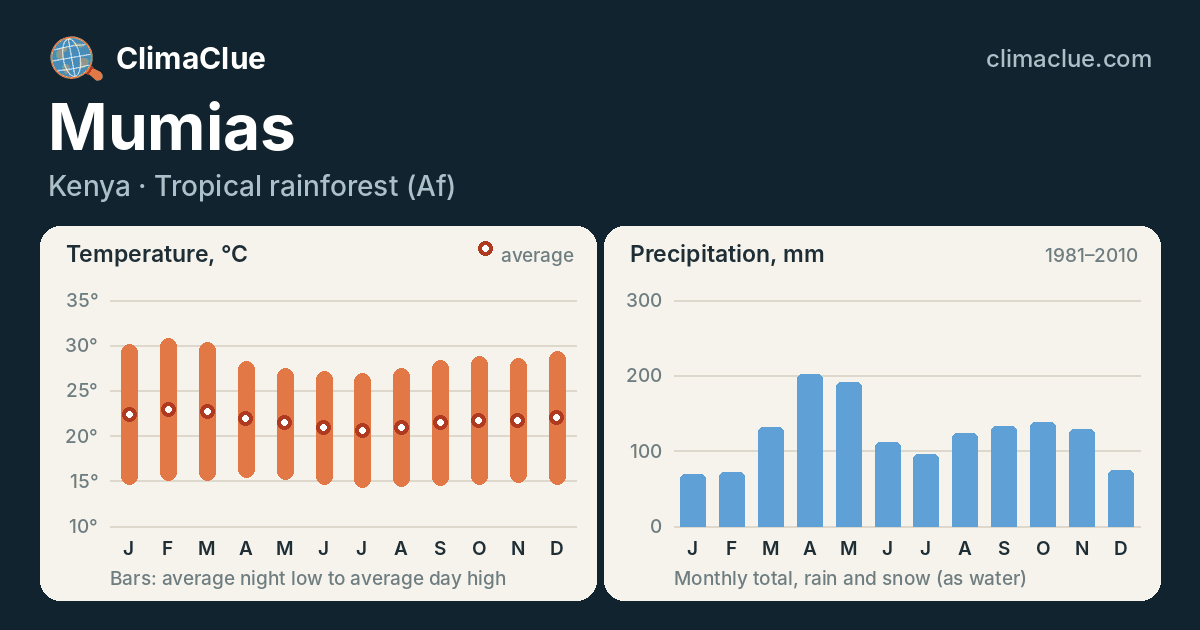 ClimaClue
climaclue.com
Mumias
Kenya · Tropical rainforest (Af)
Temperature, °C
average
35°
30°
25°
20°
15°
10°
J F M A M J J A S O N D
Bars: average night low to average day high
Precipitation, mm
1981–2010
300
200
100
0
J F M A M J J A S O N D
Monthly total, rain and snow (as water)